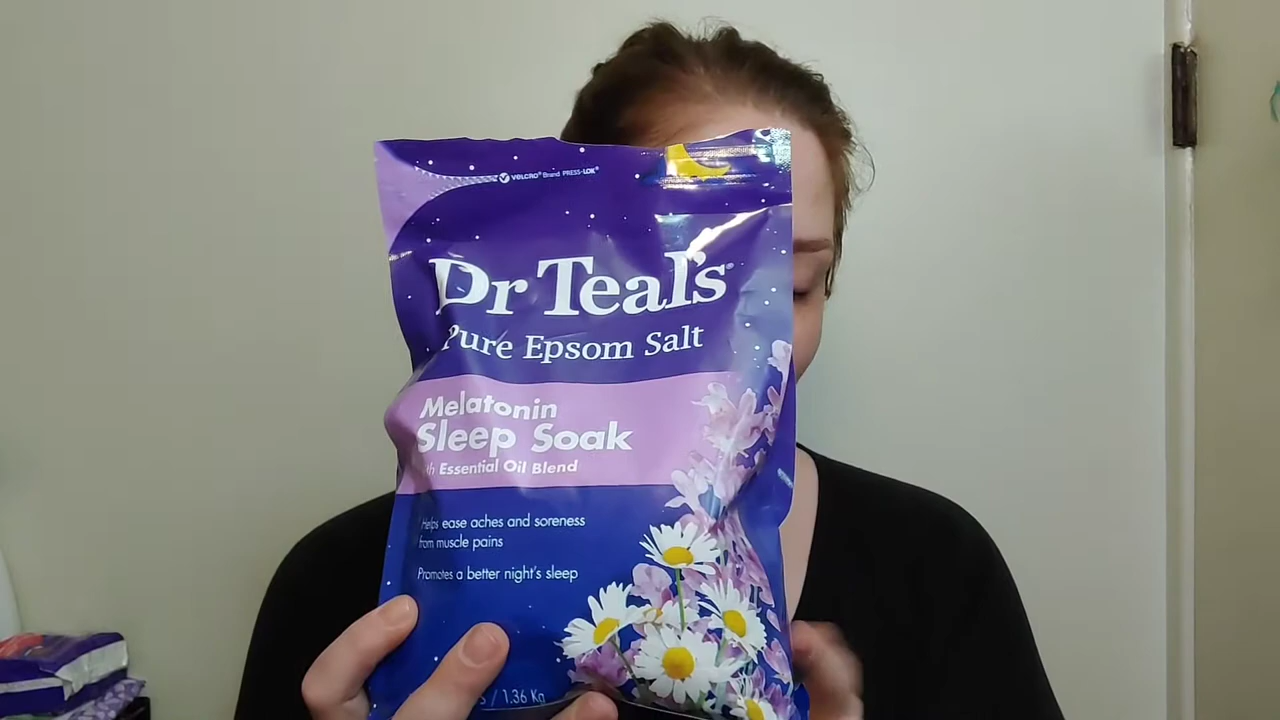 VELCRO® Brand PRESS-LOK®
Dr Teal's®
Pure Epsom Salt
Melatonin
Sleep Soak
Essential Oil Blend
Helps ease aches and soreness
from muscle pains
Promotes a better night's sleep
/ 1.36 Kg